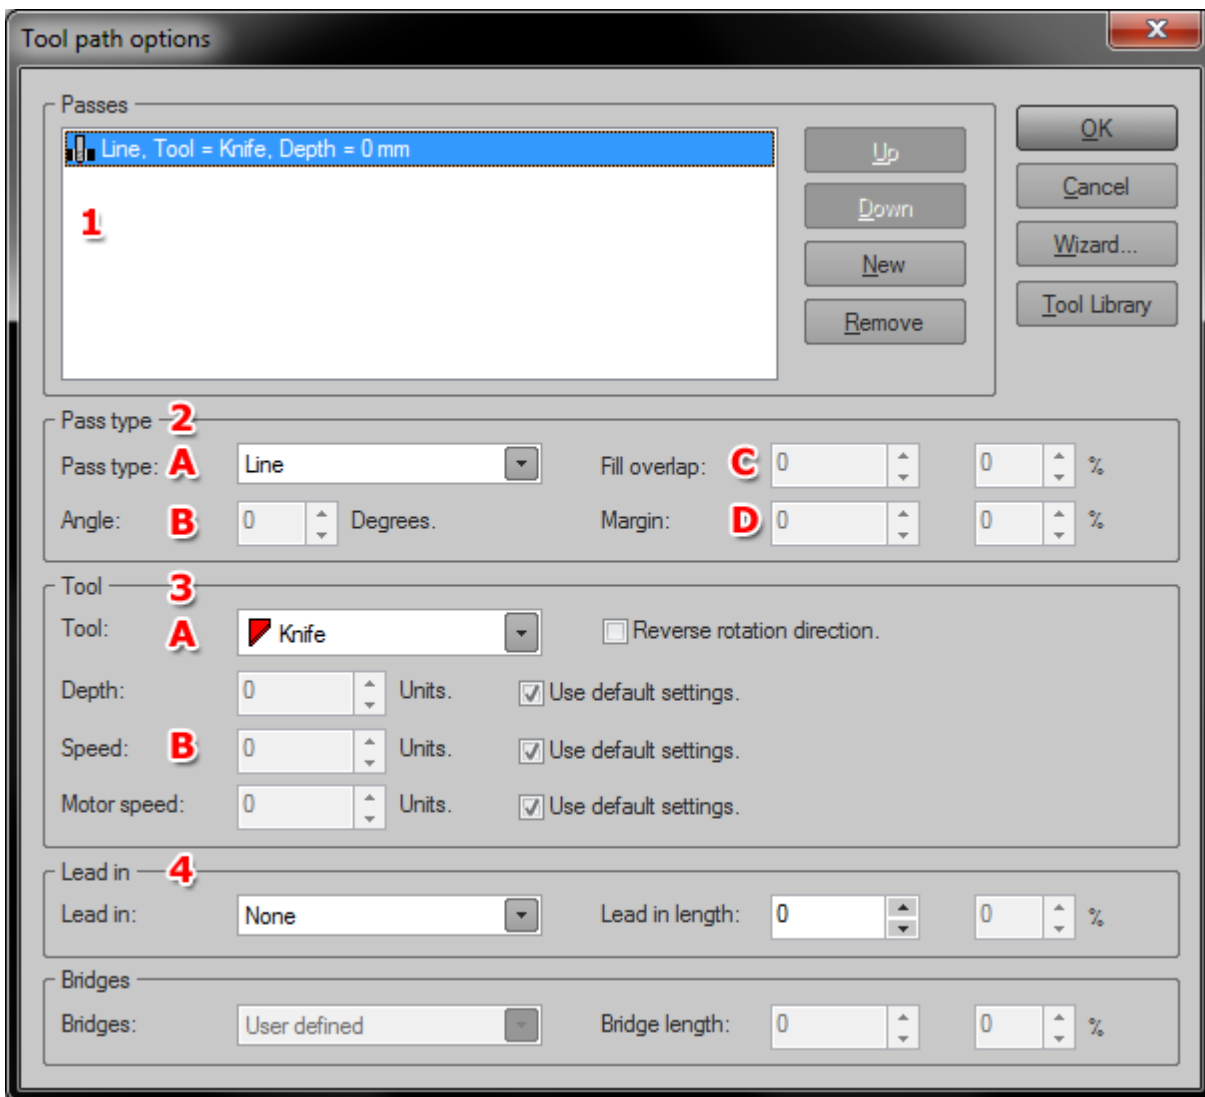 Tool path options
Passes
Line, Tool = Knife, Depth = 0 mm
1
Up
Down
New
Remove
OK
Cancel
Wizard...
Tool Library
Pass type 2
Pass type: A Line Fill overlap: C 0 0 %
Angle: B 0 Degrees. Margin: D 0 0 %
Tool 3
Tool: A Knife Reverse rotation direction.
Depth: 0 Units. Use default settings.
Speed: B 0 Units. Use default settings.
Motor speed: 0 Units. Use default settings.
Lead in 4
Lead in: None Lead in length: 0 0 %
Bridges
Bridges: User defined Bridge length: 0 0 %